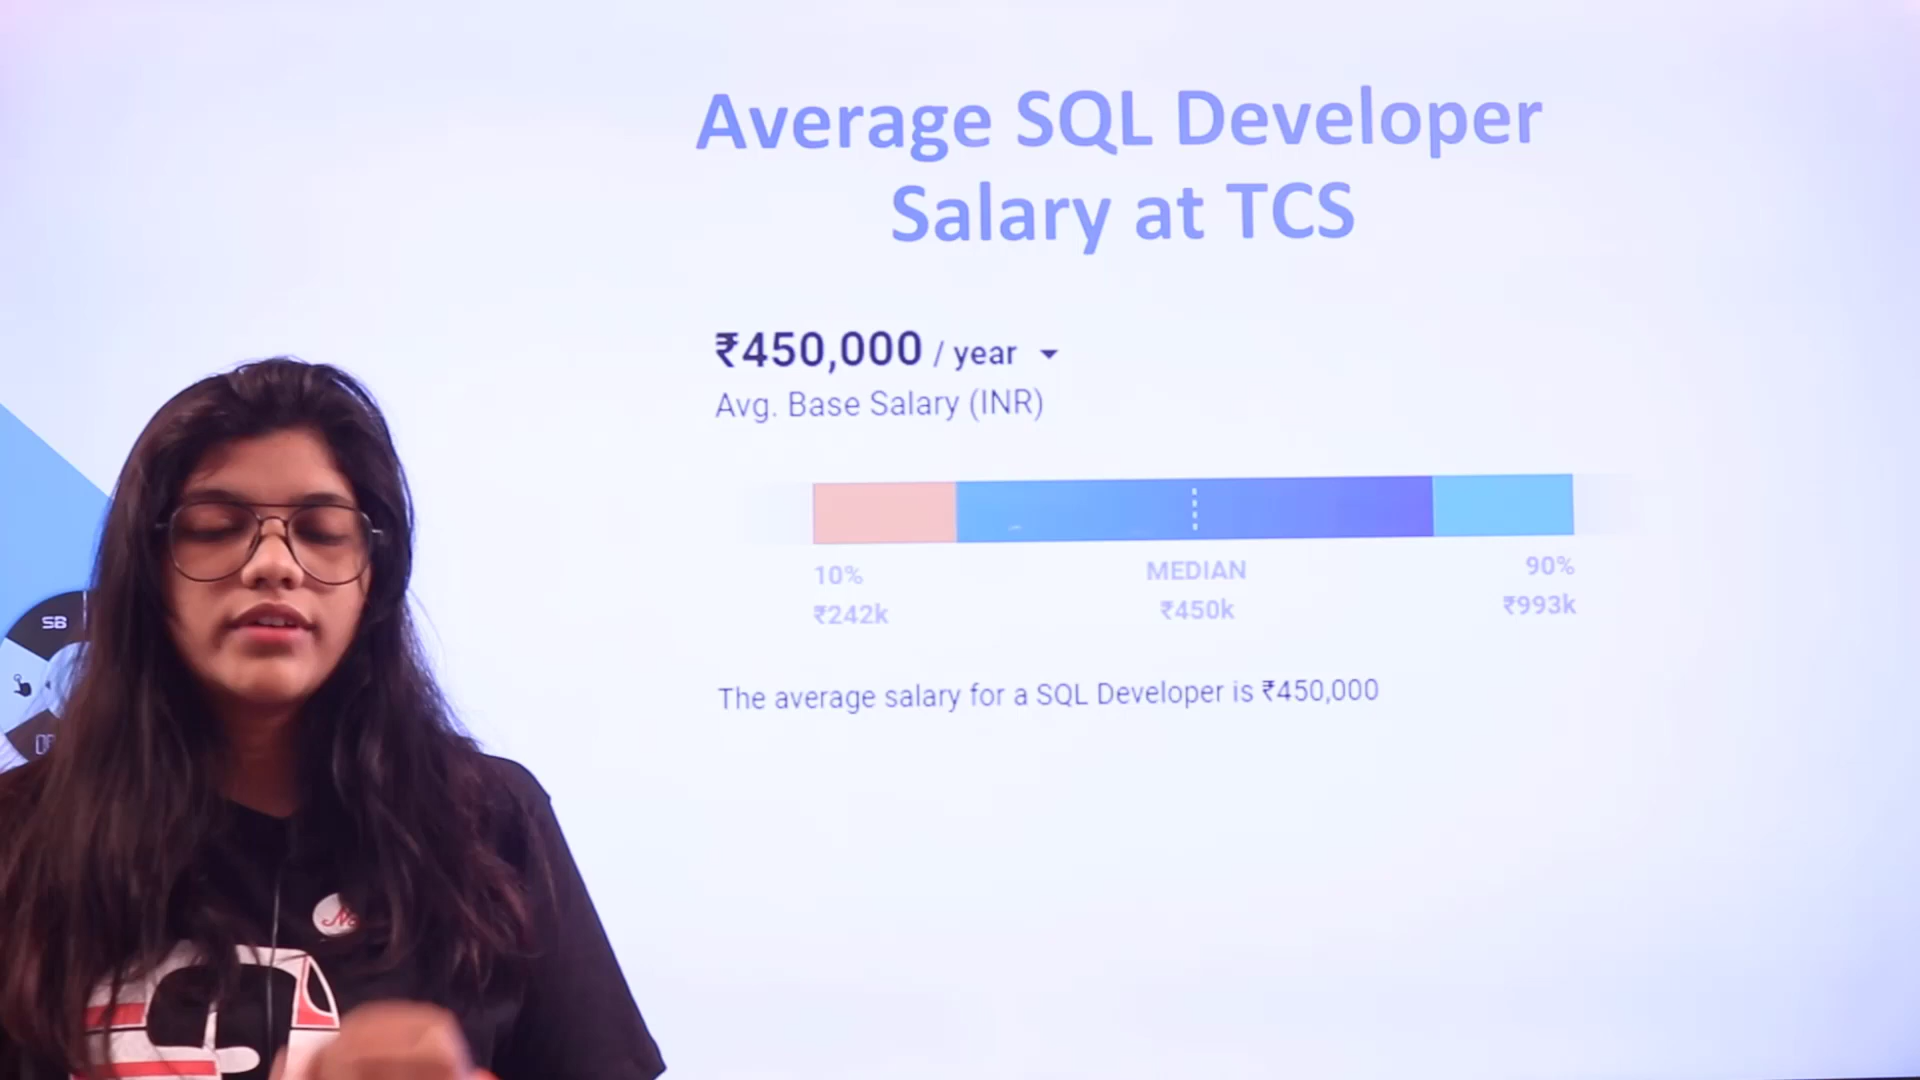 Average SQL Developer
Salary at TCS
₹450,000 / year
Avg. Base Salary (INR)
10% MEDIAN 90%
₹242k ₹450k ₹993k
The average salary for a SQL Developer is ₹450,000
SB